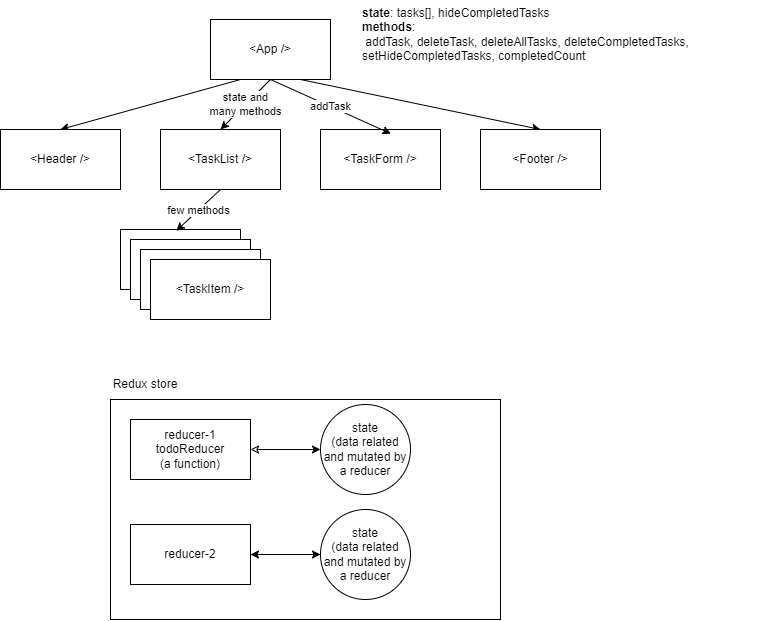 state: tasks[], hideCompletedTasks
methods:
addTask, deleteTask, deleteAllTasks, deleteCompletedTasks,
setHideCompletedTasks, completedCount
<App />
state and
many methods
addTask
<Header />
<TaskList />
<TaskForm />
<Footer />
few methods
<TaskItem />
Redux store
reducer-1
todoReducer
(a function)
state
(data related
and mutated by
a reducer
reducer-2
state
(data related
and mutated by
a reducer